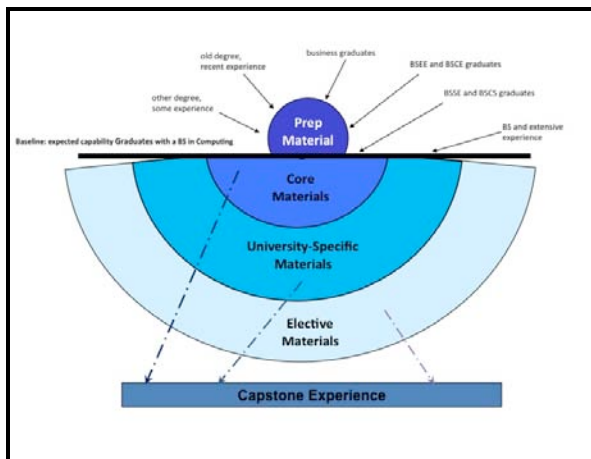 business graduates
old degree,
recent experience
BSEE and BSCE graduates
other degree,
some experience
BSSE and BSCS graduates
Prep
Material
BS and extensive
experience
Baseline: expected capability Graduates with a BS in Computing
Core
Materials
University-Specific
Materials
Elective
Materials
Capstone Experience